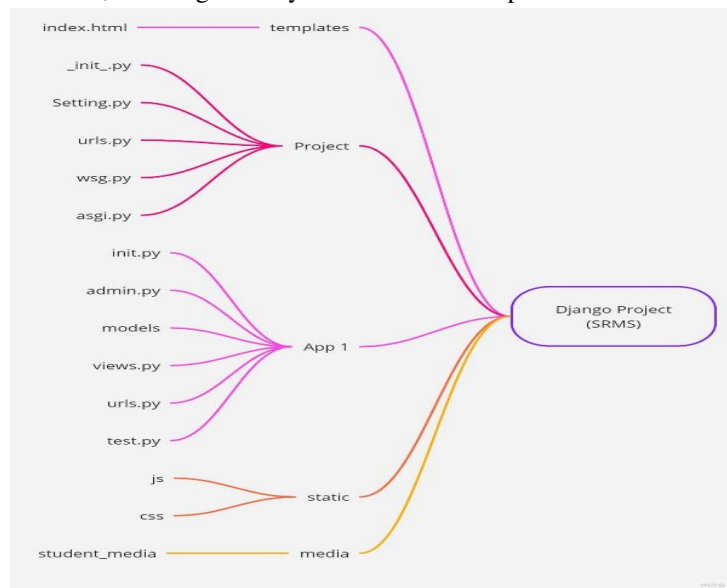 index.html
templates
_init_.py
Setting.py
urls.py
Project
wsg.py
asgi.py
init.py
admin.py
models
App 1
views.py
urls.py
test.py
Django Project
(SRMS)
js
static
css
student_media
media
miro